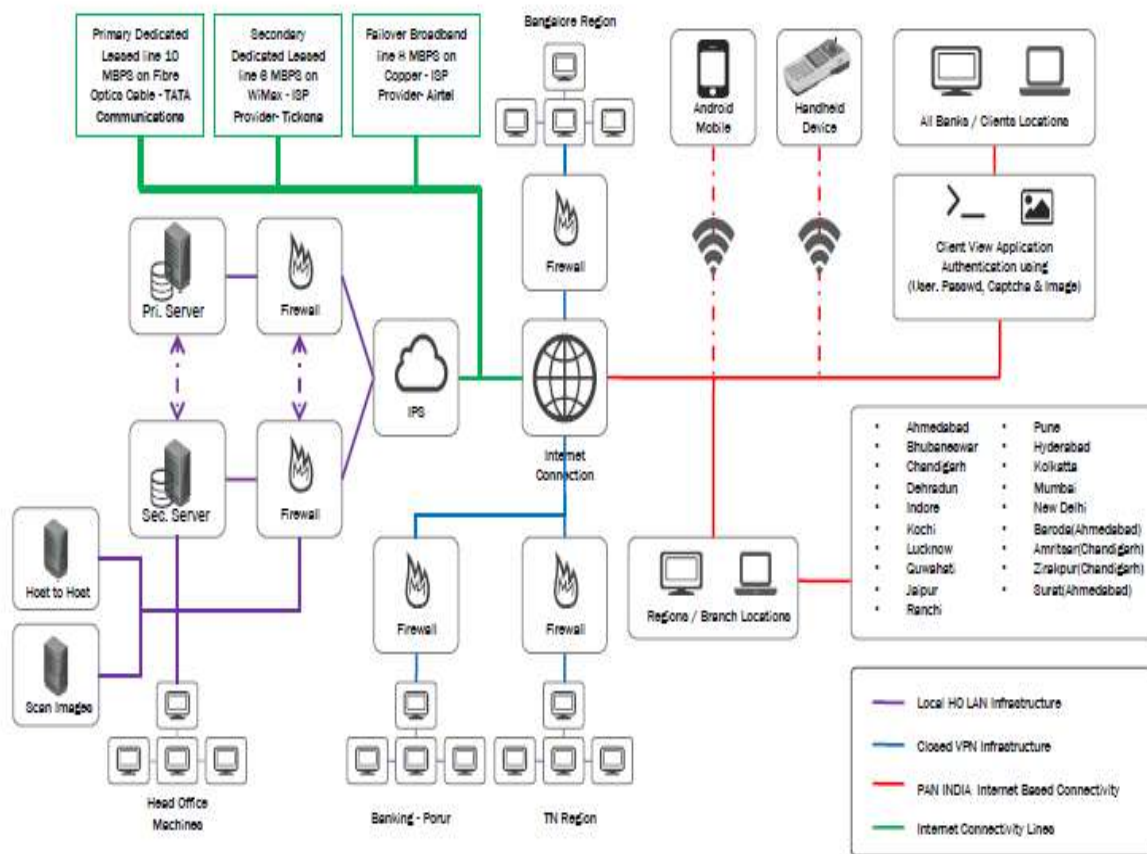 Primary Dedicated
Leased line 10
MBPS on Fibre
Optics Cable - TATA
Communications
Secondary
Dedicated Leased
line 6 MBPS on
WiMax - ISP
Provider- Tickona
Failover Broadband
line 8 MBPS on
Copper - ISP
Provider- Airtel
Bangalore Region
Android
Mobile
Handheld
Device
All Banks / Clients Locations
Firewall
Client View Application
Authentication using
(User. Passwd, Captcha & Image)
Pri. Server
Firewall
IPS
Internet
Connection
Sec. Server
Firewall
Host to Host
Scan Images
Head Office
Machines
Firewall
Firewall
Banking - Porur
TN Region
Regions / Branch Locations
• Ahmedabad
• Bhubaneswar
• Chandigarh
• Dehradun
• Indore
• Kochi
• Lucknow
• Guwahati
• Jaipur
• Ranchi
• Pune
• Hyderabad
• Kolkatta
• Mumbai
• New Delhi
• Baroda(Ahmedabad)
• Amritsar(Chandigarh)
• Zirakpur(Chandigarh)
• Surat(Ahmedabad)
Local HO LAN Infrastructure
Closed VPN Infrastructure
PAN INDIA Internet Based Connectivity
Internet Connectivity Lines